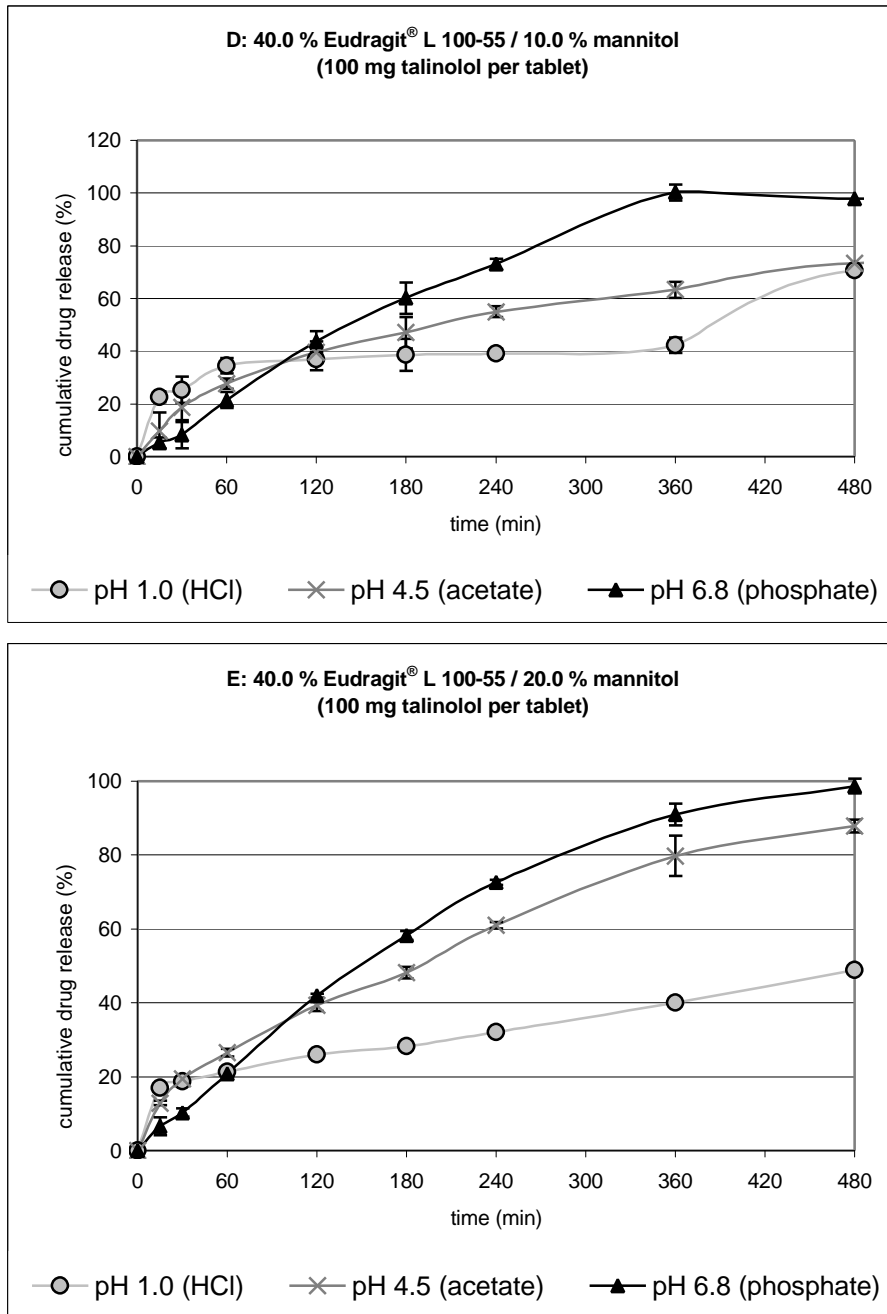 D: 40.0 % Eudragit® L 100-55 / 10.0 % mannitol
(100 mg talinolol per tablet)
120
100
80
60
40
20
0
cumulative drug release (%)
0 60 120 180 240 300 360 420 480
time (min)
pH 1.0 (HCl) pH 4.5 (acetate) pH 6.8 (phosphate)
E: 40.0 % Eudragit® L 100-55 / 20.0 % mannitol
(100 mg talinolol per tablet)
100
80
60
40
20
0
cumulative drug release (%)
0 60 120 180 240 300 360 420 480
time (min)
pH 1.0 (HCl) pH 4.5 (acetate) pH 6.8 (phosphate)